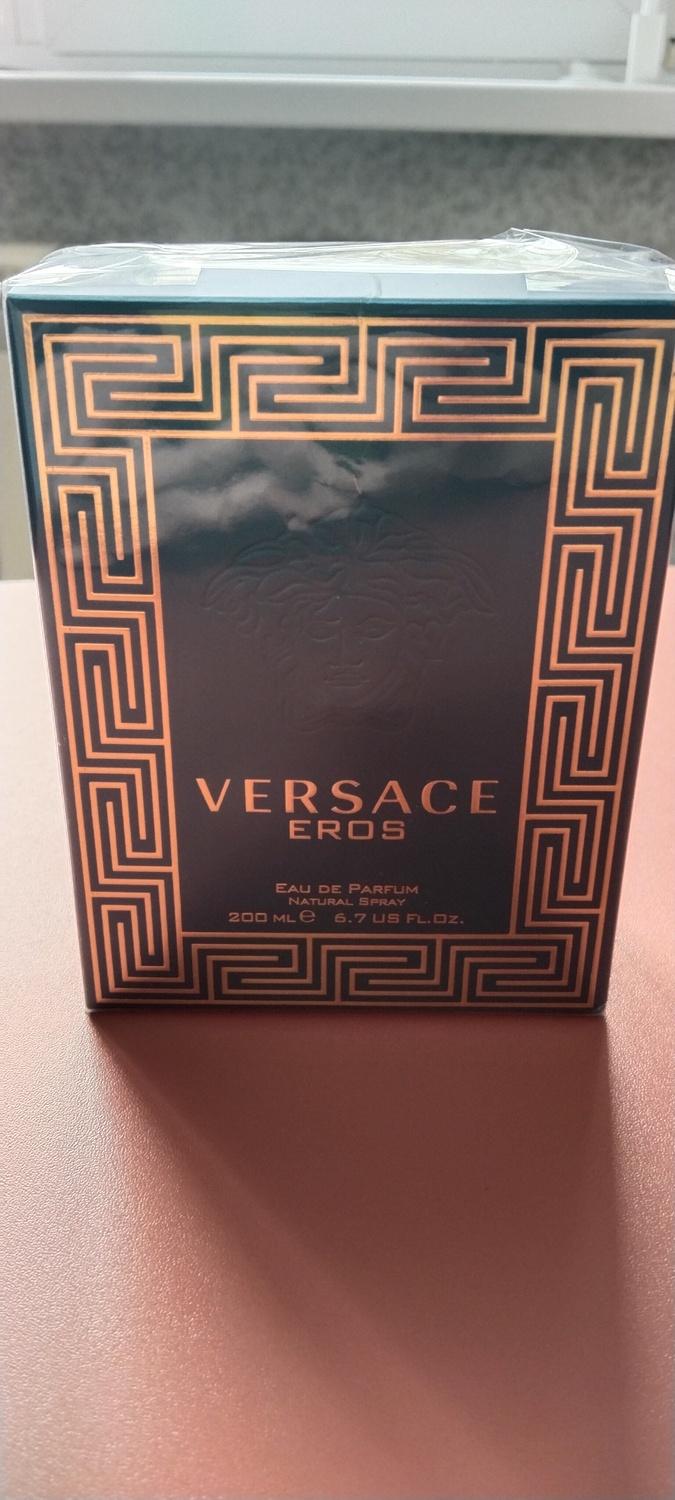 VERSACE
EROS
EAU DE PARFUM
NATURAL SPRAY
200 ML ℮ 6.7 US FL.OZ.